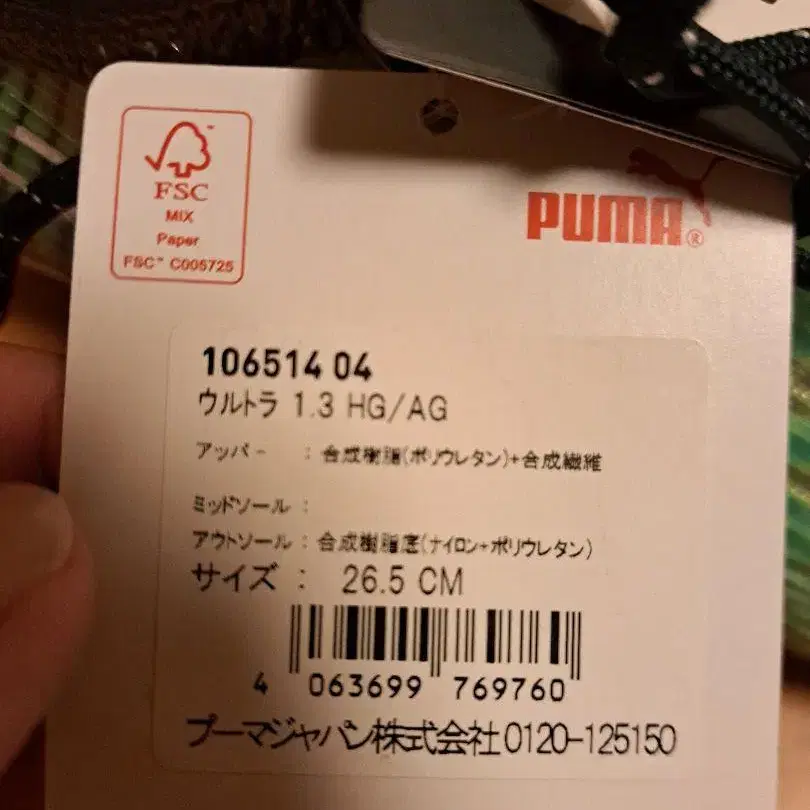 FSC
MIX
Paper
FSC™ C005725
PUMA®
106514 04
ウルトラ 1.3 HG/AG
アッパー : 合成樹脂(ポリウレタン)+合成繊維
ミッドソール :
アウトソール : 合成樹脂底(ナイロン+ポリウレタン)
サイズ : 26.5 CM
4 063699 769760
プーマジャパン株式会社 0120-125150